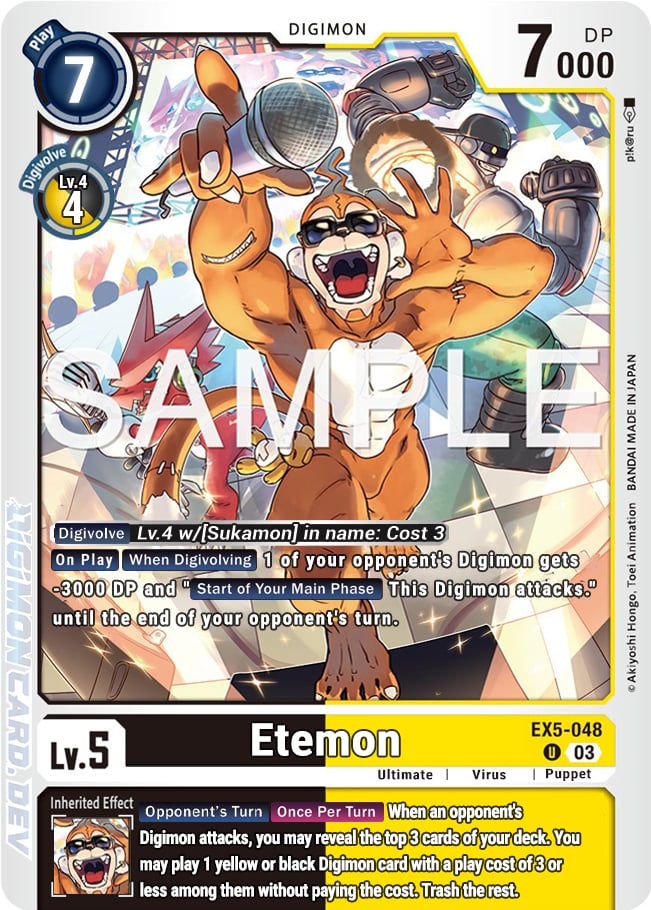 DIGIMON
Play
7
7000
DP
Digivolve
Lv.4
4
p!k@ru
SAMPLE
Digivolve Lv.4 w/[Sukamon] in name: Cost 3
On Play When Digivolving 1 of your opponent's Digimon gets
-3000 DP and " Start of Your Main Phase This Digimon attacks."
until the end of your opponent's turn.
© Akiyoshi Hongo, Toei Animation BANDAI MADE IN JAPAN
DIGIMONCARD.DEV
Lv.5
Etemon
EX5-048
U 03
Ultimate | Virus | Puppet
Inherited Effect
Opponent's Turn Once Per Turn When an opponent's
Digimon attacks, you may reveal the top 3 cards of your deck. You
may play 1 yellow or black Digimon card with a play cost of 3 or
less among them without paying the cost. Trash the rest.